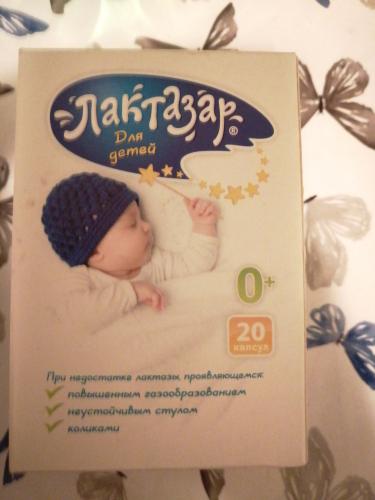 Лактазар®
Для
детей
0+
20
капсул
При недостатке лактазы, проявляющемся:
повышенным газообразованием
неустойчивым стулом
коликами